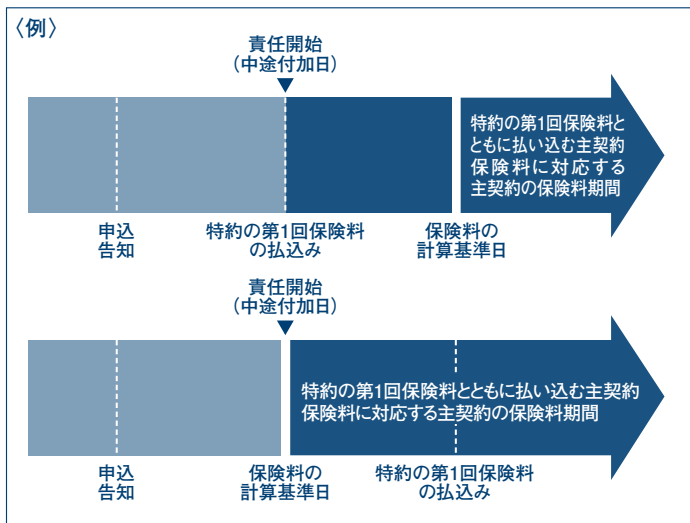 〈例〉
責任開始
（中途付加日）
特約の第1回保険料と
ともに払い込む主契約
保険料に対応する
主契約の保険料期間
申込
告知
特約の第1回保険料
の払込み
保険料の
計算基準日
責任開始
（中途付加日）
特約の第1回保険料とともに払い込む主契約
保険料に対応する主契約の保険料期間
申込
告知
保険料の
計算基準日
特約の第1回保険料
の払込み